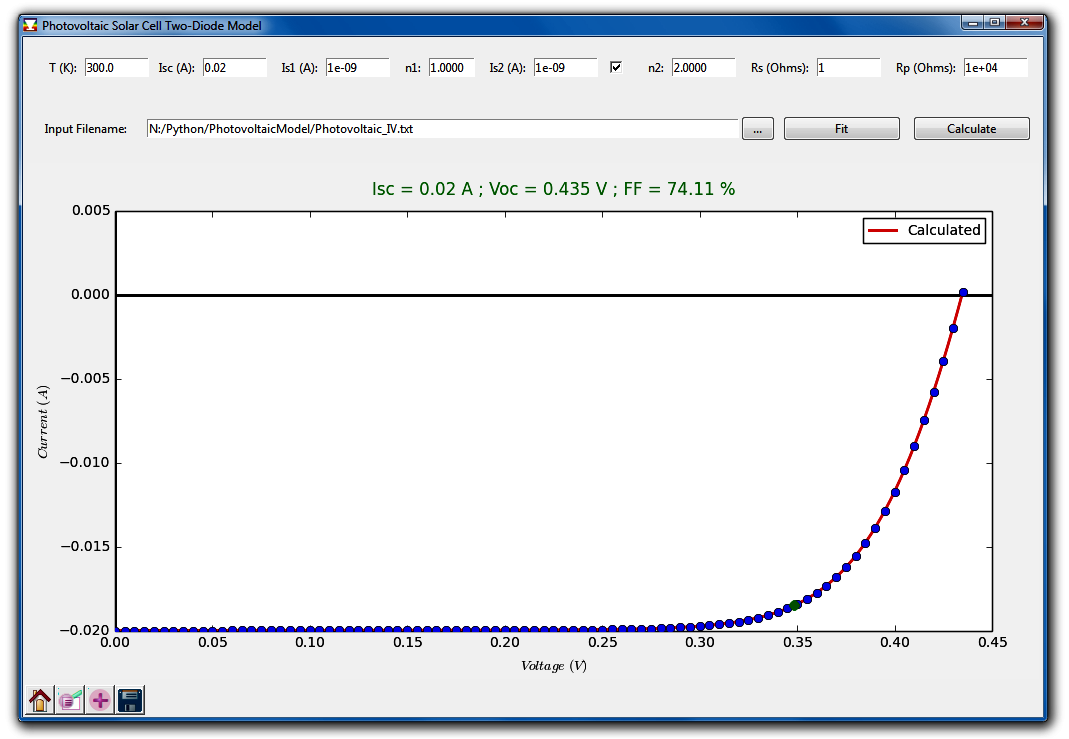 Photovoltaic Solar Cell Two-Diode Model
T (K): 300.0 Isc (A): 0.02 Is1 (A): 1e-09 n1: 1.0000 Is2 (A): 1e-09 n2: 2.0000 Rs (Ohms): 1 Rp (Ohms): 1e+04
Input Filename: N:/Python/PhotovoltaicModel/Photovoltaic_IV.txt ... Fit Calculate
Isc = 0.02 A ; Voc = 0.435 V ; FF = 74.11 %
0.005
Calculated
0.000
−0.005
Current (A)
−0.010
−0.015
−0.020
0.00 0.05 0.10 0.15 0.20 0.25 0.30 0.35 0.40 0.45
Voltage (V)